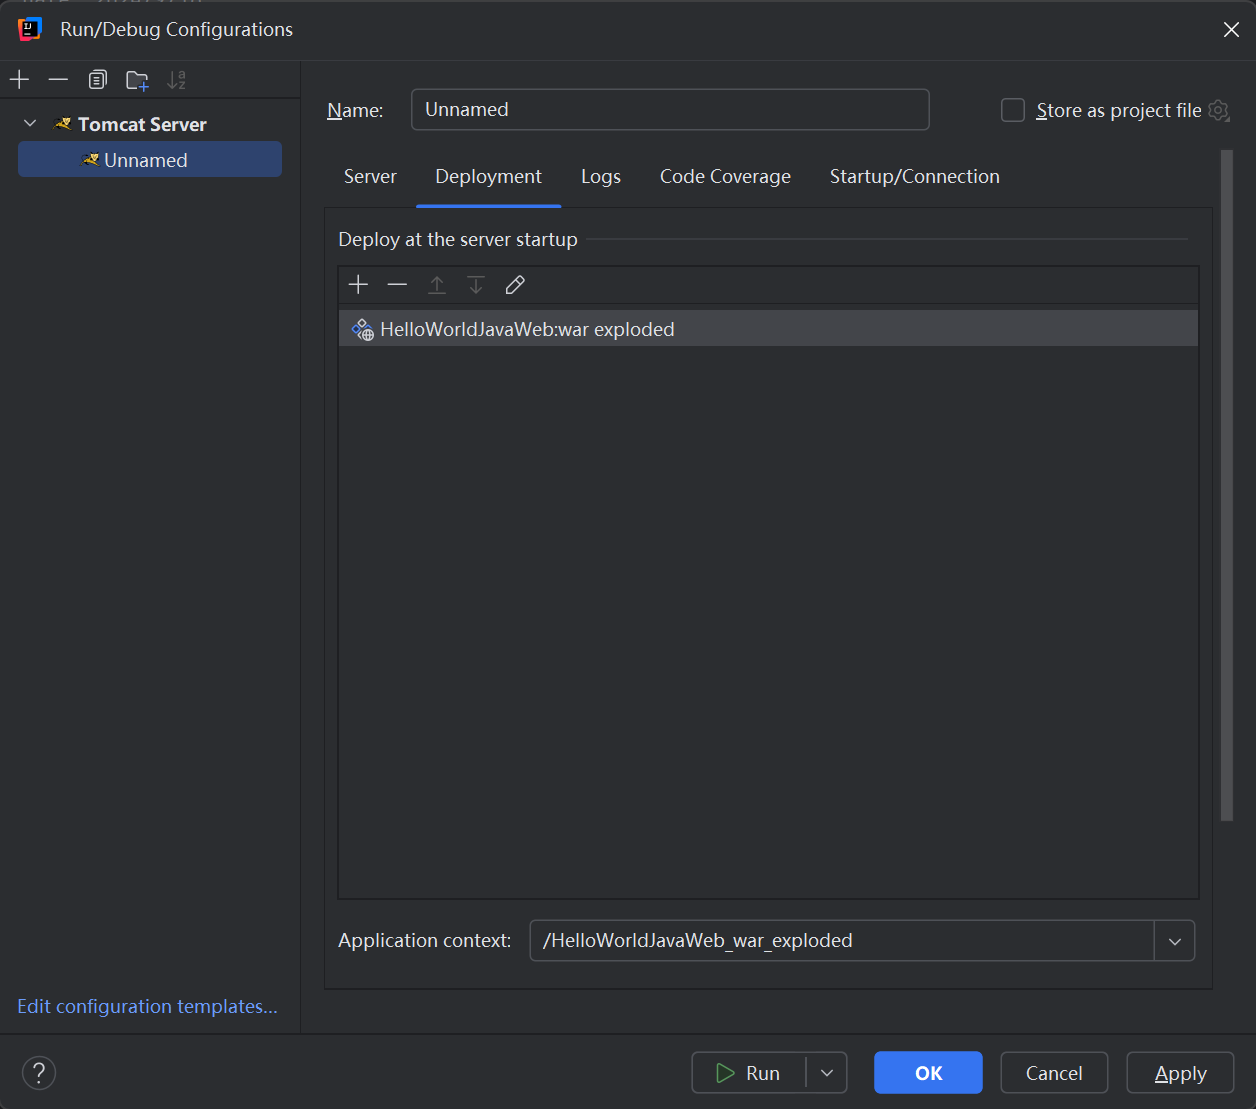 Run/Debug Configurations
Tomcat Server
Unnamed
Name:
Unnamed
Store as project file
Server
Deployment
Logs
Code Coverage
Startup/Connection
Deploy at the server startup
HelloWorldJavaWeb:war exploded
Application context:
/HelloWorldJavaWeb_war_exploded
Edit configuration templates...
?
Run
OK
Cancel
Apply